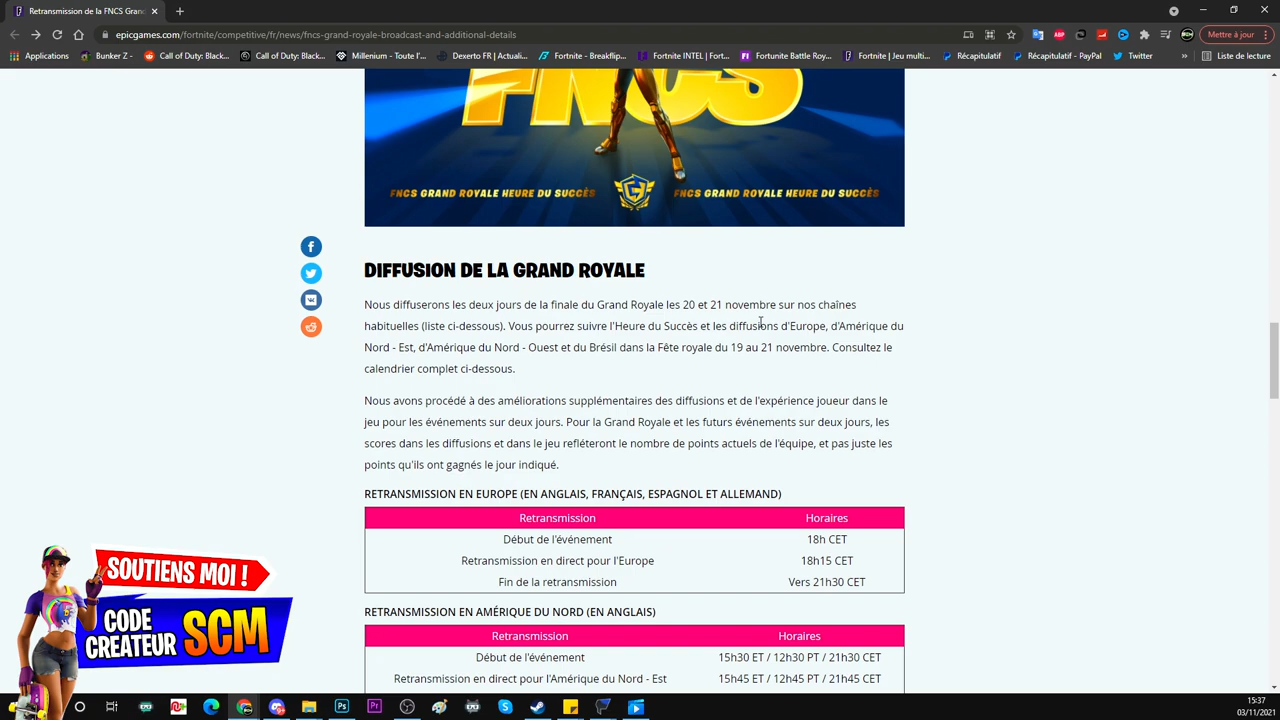 Retransmission de la FNCS Gran
epicgames.com/fortnite/competitive/fr/news/fncs-grand-royale-broadcast-and-additional-details
Mettre à jour
Applications
Bunker Z -
Call of Duty: Black...
Call of Duty: Black...
Millenium - Toute l'...
Dexerto FR | Actuali...
Fortnite - Breakflip...
Fortnite INTEL | Fort...
Fortunite Battle Roy...
Fortnite | Jeu multi...
Récapitulatif
Récapitulatif - PayPal
Twitter
Liste de lecture
FNCS
FNCS GRAND ROYALE HEURE DU SUCCÈS
FNCS GRAND ROYALE HEURE DU SUCCÈS
DIFFUSION DE LA GRAND ROYALE
Nous diffuserons les deux jours de la finale du Grand Royale les 20 et 21 novembre sur nos chaînes
habituelles (liste ci-dessous). Vous pourrez suivre l'Heure du Succès et les diffusions d'Europe, d'Amérique du
Nord - Est, d'Amérique du Nord - Ouest et du Brésil dans la Fête royale du 19 au 21 novembre. Consultez le
calendrier complet ci-dessous.
Nous avons procédé à des améliorations supplémentaires des diffusions et de l'expérience joueur dans le
jeu pour les événements sur deux jours. Pour la Grand Royale et les futurs événements sur deux jours, les
scores dans les diffusions et dans le jeu refléteront le nombre de points actuels de l'équipe, et pas juste les
points qu'ils ont gagnés le jour indiqué.
RETRANSMISSION EN EUROPE (EN ANGLAIS, FRANÇAIS, ESPAGNOL ET ALLEMAND)
Retransmission Horaires
Début de l'événement 18h CET
Retransmission en direct pour l'Europe 18h15 CET
Fin de la retransmission Vers 21h30 CET
RETRANSMISSION EN AMÉRIQUE DU NORD (EN ANGLAIS)
Retransmission Horaires
Début de l'événement 15h30 ET / 12h30 PT / 21h30 CET
Retransmission en direct pour l'Amérique du Nord - Est 15h45 ET / 12h45 PT / 21h45 CET
SOUTIENS MOI !
CODE
CREATEUR SCM
15:37
03/11/2021